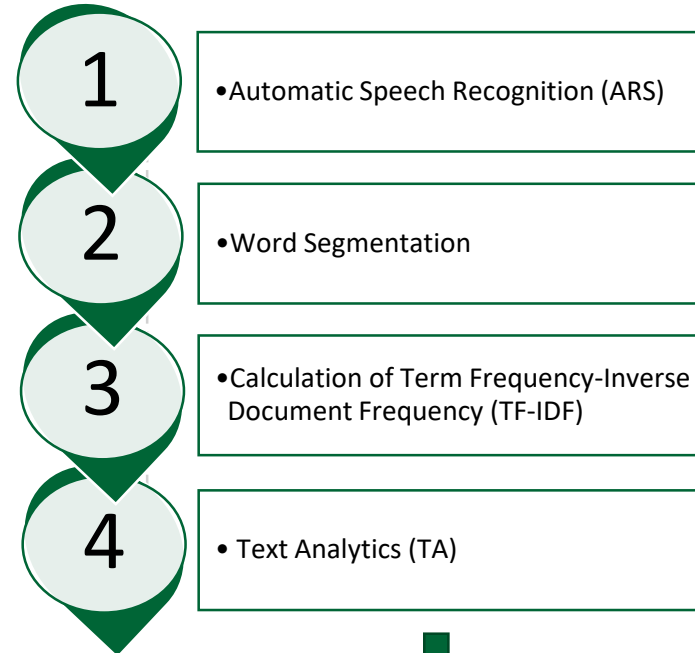 1
•Automatic Speech Recognition (ARS)
2
•Word Segmentation
3
•Calculation of Term Frequency-Inverse
Document Frequency (TF-IDF)
4
• Text Analytics (TA)